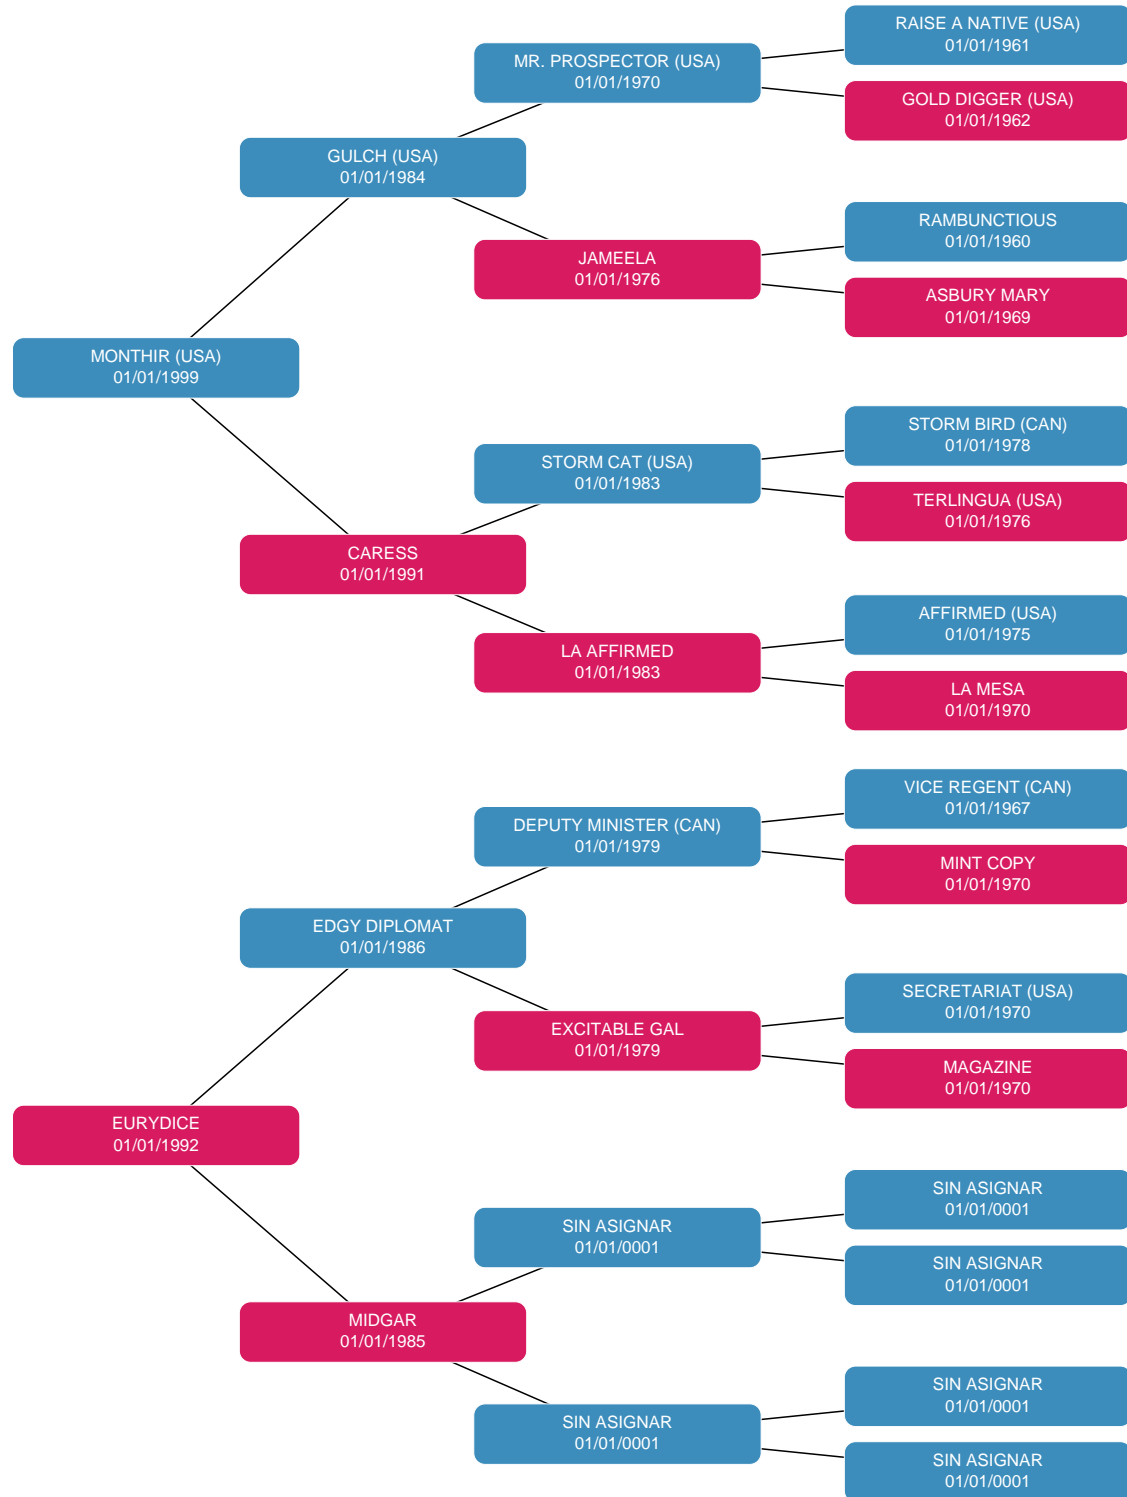 RAISE A NATIVE (USA)
01/01/1961
MR. PROSPECTOR (USA)
01/01/1970
GOLD DIGGER (USA)
01/01/1962
GULCH (USA)
01/01/1984
RAMBUNCTIOUS
01/01/1960
JAMEELA
01/01/1976
ASBURY MARY
01/01/1969
MONTHIR (USA)
01/01/1999
STORM BIRD (CAN)
01/01/1978
STORM CAT (USA)
01/01/1983
TERLINGUA (USA)
01/01/1976
CARESS
01/01/1991
AFFIRMED (USA)
01/01/1975
LA AFFIRMED
01/01/1983
LA MESA
01/01/1970
VICE REGENT (CAN)
01/01/1967
DEPUTY MINISTER (CAN)
01/01/1979
MINT COPY
01/01/1970
EDGY DIPLOMAT
01/01/1986
SECRETARIAT (USA)
01/01/1970
EXCITABLE GAL
01/01/1979
MAGAZINE
01/01/1970
EURYDICE
01/01/1992
SIN ASIGNAR
01/01/0001
SIN ASIGNAR
01/01/0001
SIN ASIGNAR
01/01/0001
MIDGAR
01/01/1985
SIN ASIGNAR
01/01/0001
SIN ASIGNAR
01/01/0001
SIN ASIGNAR
01/01/0001